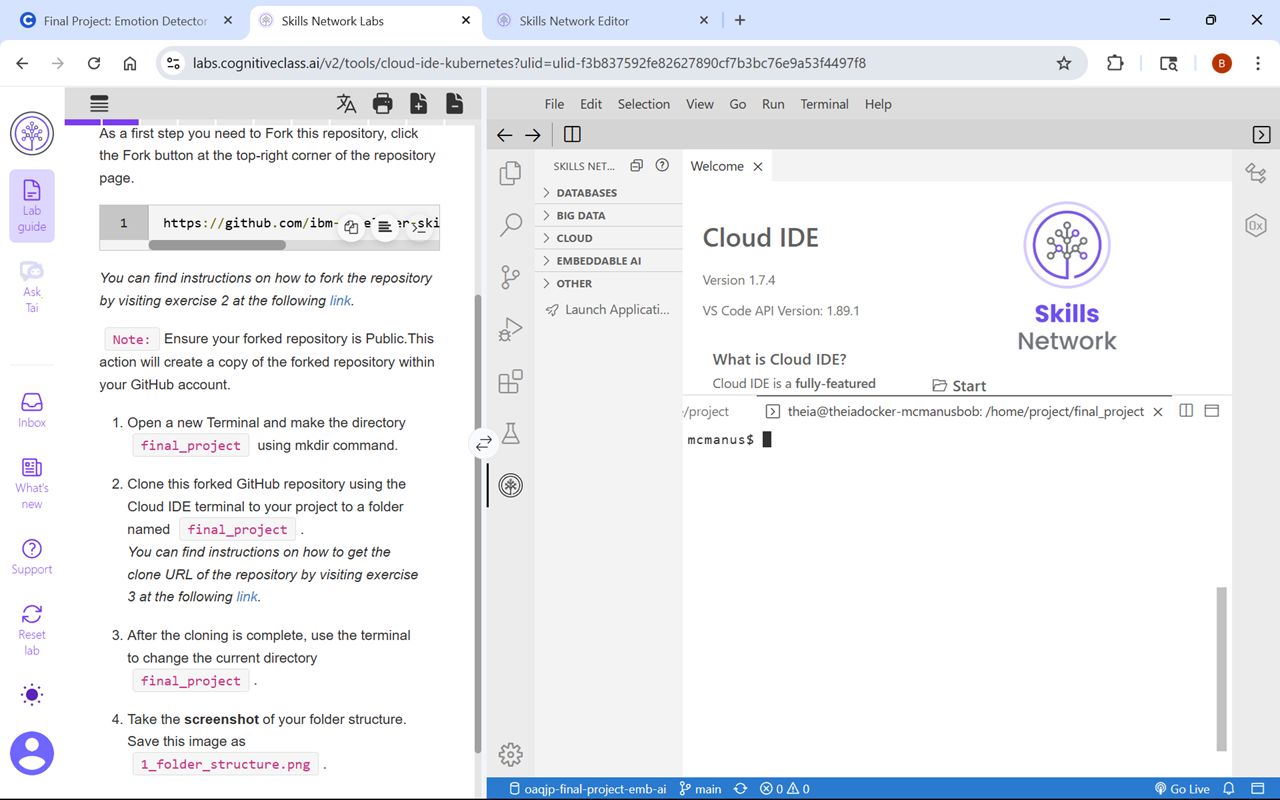 Final Project: Emotion Detector
Skills Network Labs
Skills Network Editor
labs.cognitiveclass.ai/v2/tools/cloud-ide-kubernetes?ulid=ulid-f3b837592fe82627890cf7b3bc76e9a53f4497f8
B
Lab
guide
Ask
Tai
Inbox
What's
new
Support
Reset
lab
As a first step you need to Fork this repository, click
the Fork button at the top-right corner of the repository
page.
1 https://github.com/ibm-
You can find instructions on how to fork the repository
by visiting exercise 2 at the following link.
Note: Ensure your forked repository is Public.This
action will create a copy of the forked repository within
your GitHub account.
1. Open a new Terminal and make the directory
final_project using mkdir command.
2. Clone this forked GitHub repository using the
Cloud IDE terminal to your project to a folder
named final_project .
You can find instructions on how to get the
clone URL of the repository by visiting exercise
3 at the following link.
3. After the cloning is complete, use the terminal
to change the current directory
final_project .
4. Take the screenshot of your folder structure.
Save this image as
1_folder_structure.png .
File Edit Selection View Go Run Terminal Help
SKILLS NET...
DATABASES
BIG DATA
CLOUD
EMBEDDABLE AI
OTHER
Launch Applicati...
Welcome
Cloud IDE
Version 1.7.4
VS Code API Version: 1.89.1
What is Cloud IDE?
Cloud IDE is a fully-featured
Start
Skills
Network
0x
/project
theia@theiadocker-mcmanusbob: /home/project/final_project
mcmanus$
oaqjp-final-project-emb-ai main 0 0 Go Live